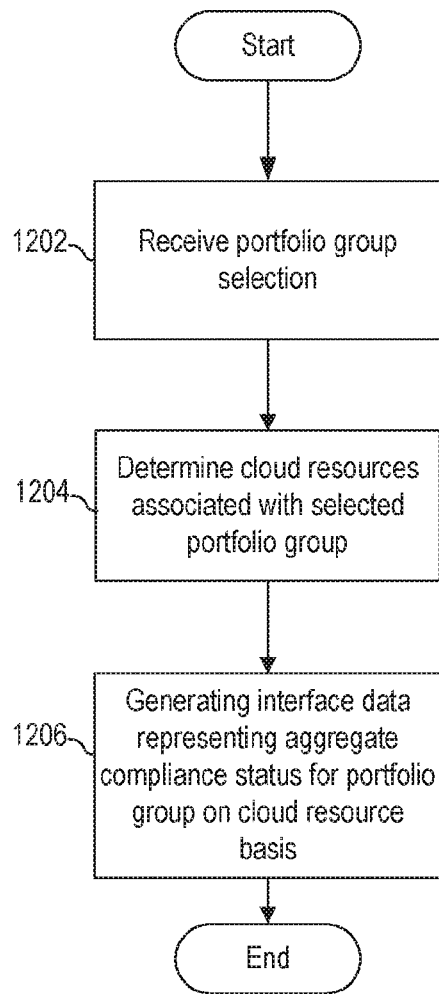 Start
1202
Receive portfolio group
selection
1204
Determine cloud resources
associated with selected
portfolio group
1206
Generating interface data
representing aggregate
compliance status for portfolio
group on cloud resource
basis
End